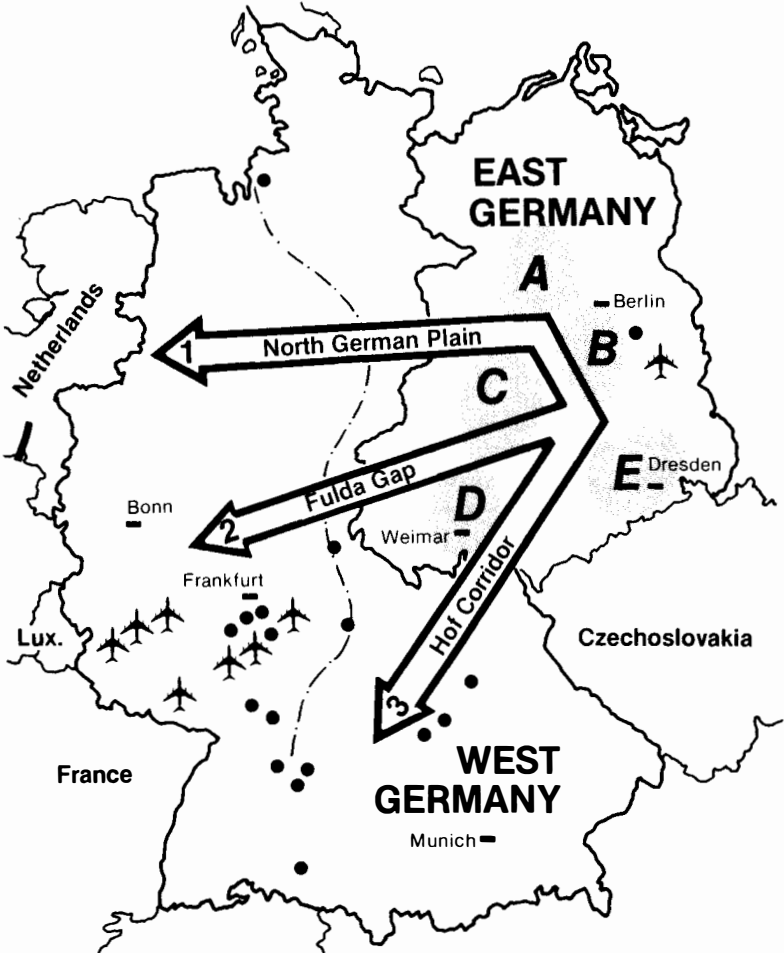 EAST
GERMANY
A
Berlin
Netherlands
1
North German Plain
B
C
E
Dresden
Fulda Gap
2
D
Bonn
Weimar
Frankfurt
Hof Corridor
Lux.
Czechoslovakia
3
France
WEST
GERMANY
Munich